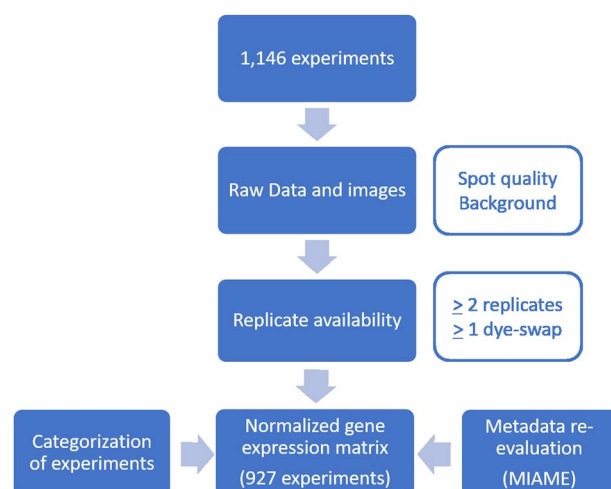 1,146 experiments
Raw Data and images
Spot quality
Background
Replicate availability
≥ 2 replicates
≥ 1 dye-swap
Categorization
of experiments
Normalized gene
expression matrix
(927 experiments)
Metadata re-
evaluation
(MIAME)